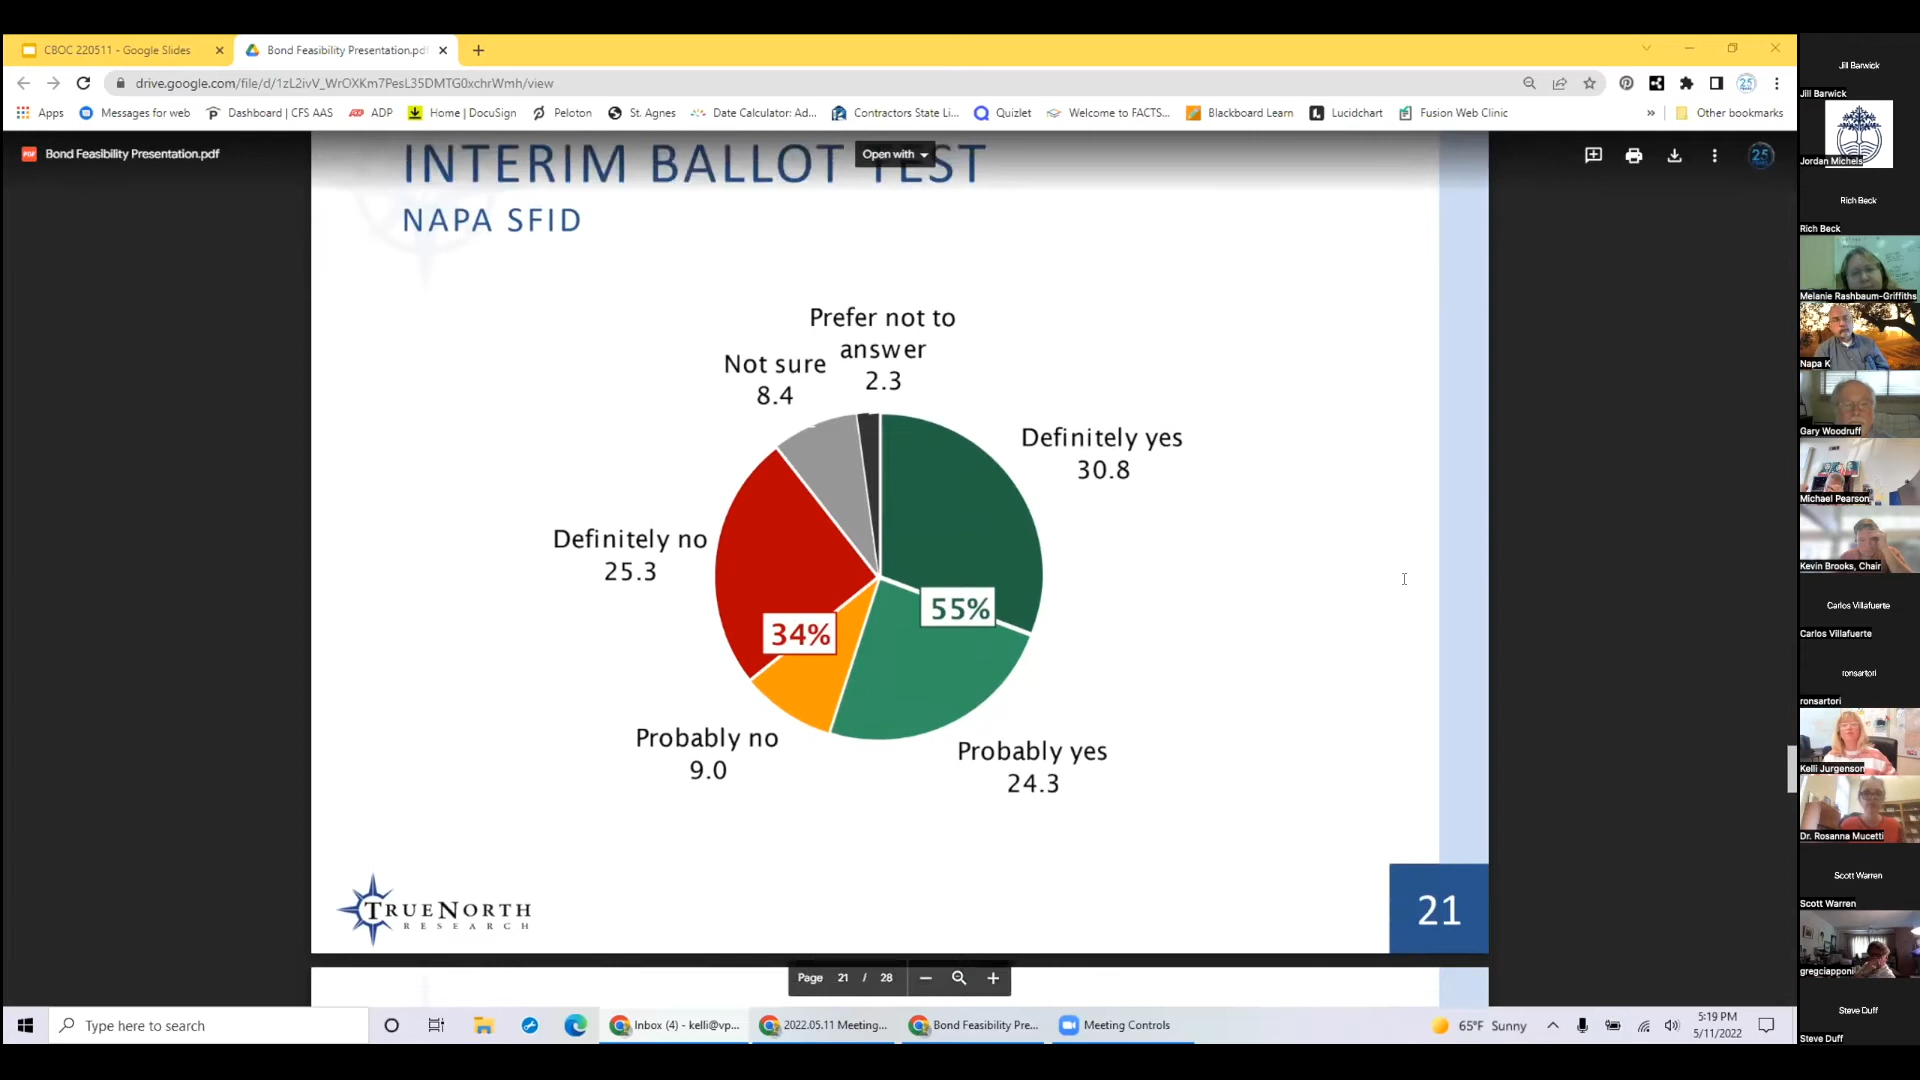 CBOC 220511 - Google Slides
Bond Feasibility Presentation.pdf
drive.google.com/file/d/1zL2ivV_WrOXKm7PesL35DMTG0xchrWmh/view
Apps
Messages for web
Dashboard | CFS AAS
ADP
Home | DocuSign
Peloton
St. Agnes
Date Calculator: Ad...
Contractors State Li...
Quizlet
Welcome to FACTS...
Blackboard Learn
Lucidchart
Fusion Web Clinic
»
Other bookmarks
Bond Feasibility Presentation.pdf
Open with
INTERIM BALLOT TEST
NAPA SFID
Prefer not to
answer
2.3
Not sure
8.4
Definitely yes
30.8
Definitely no
25.3
55%
34%
Probably no
9.0
Probably yes
24.3
TRUENORTH
RESEARCH
21
Page 21 / 28
Type here to search
Inbox (4) - kelli@vp...
2022.05.11 Meeting...
Bond Feasibility Pre...
Meeting Controls
65°F Sunny
5:19 PM
5/11/2022
Jill Barwick
Jill Barwick
Jordan Michels
Rich Beck
Rich Beck
Melanie Rashbaum-Griffiths
Napa K
Gary Woodruff
Michael Pearson
Kevin Brooks, Chair
Carlos Villafuerte
Carlos Villafuerte
ronsartori
ronsartori
Kelli Jurgenson
Dr. Rosanna Mucetti
Scott Warren
Scott Warren
gregciapponi
Steve Duff
Steve Duff